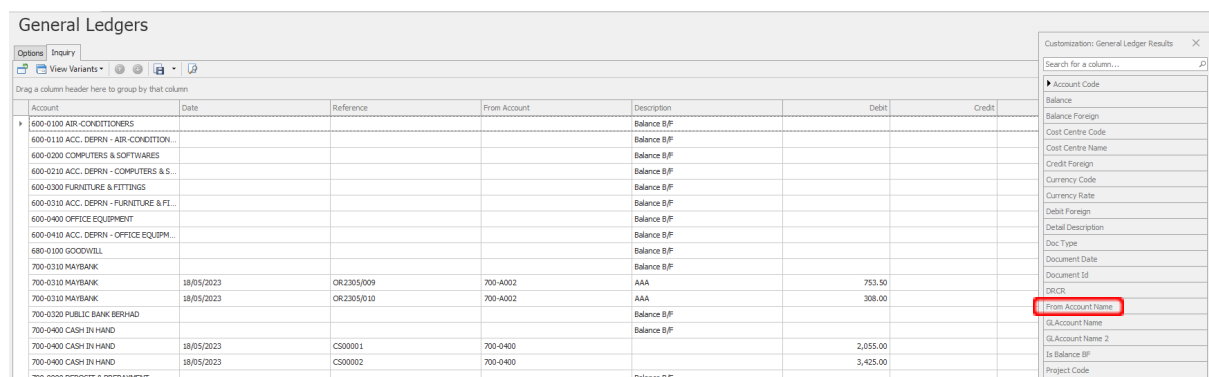 General Ledgers
Options Inquiry
View Variants
Drag a column header here to group by that column
Account Date Reference From Account Description Debit Credit
600-0100 AIR-CONDITIONERS Balance B/F
600-0110 ACC. DEPRN - AIR-CONDITION... Balance B/F
600-0200 COMPUTERS & SOFTWARES Balance B/F
600-0210 ACC. DEPRN - COMPUTERS & S... Balance B/F
600-0300 FURNITURE & FITTINGS Balance B/F
600-0310 ACC. DEPRN - FURNITURE & FI... Balance B/F
600-0400 OFFICE EQUIPMENT Balance B/F
600-0410 ACC. DEPRN - OFFICE EQUIPM... Balance B/F
680-0100 GOODWILL Balance B/F
700-0310 MAYBANK Balance B/F
700-0310 MAYBANK 18/05/2023 OR2305/009 700-A002 AAA 753.50
700-0310 MAYBANK 18/05/2023 OR2305/010 700-A002 AAA 308.00
700-0320 PUBLIC BANK BERHAD Balance B/F
700-0400 CASH IN HAND Balance B/F
700-0400 CASH IN HAND 18/05/2023 CS00001 700-0400 2,055.00
700-0400 CASH IN HAND 18/05/2023 CS00002 700-0400 3,425.00
Customization: General Ledger Results
Search for a column...
Account Code
Balance
Balance Foreign
Cost Centre Code
Cost Centre Name
Credit Foreign
Currency Code
Currency Rate
Debit Foreign
Detail Description
Doc Type
Document Date
Document Id
DRCR
From Account Name
GLAccount Name
GLAccount Name 2
Is Balance BF
Project Code